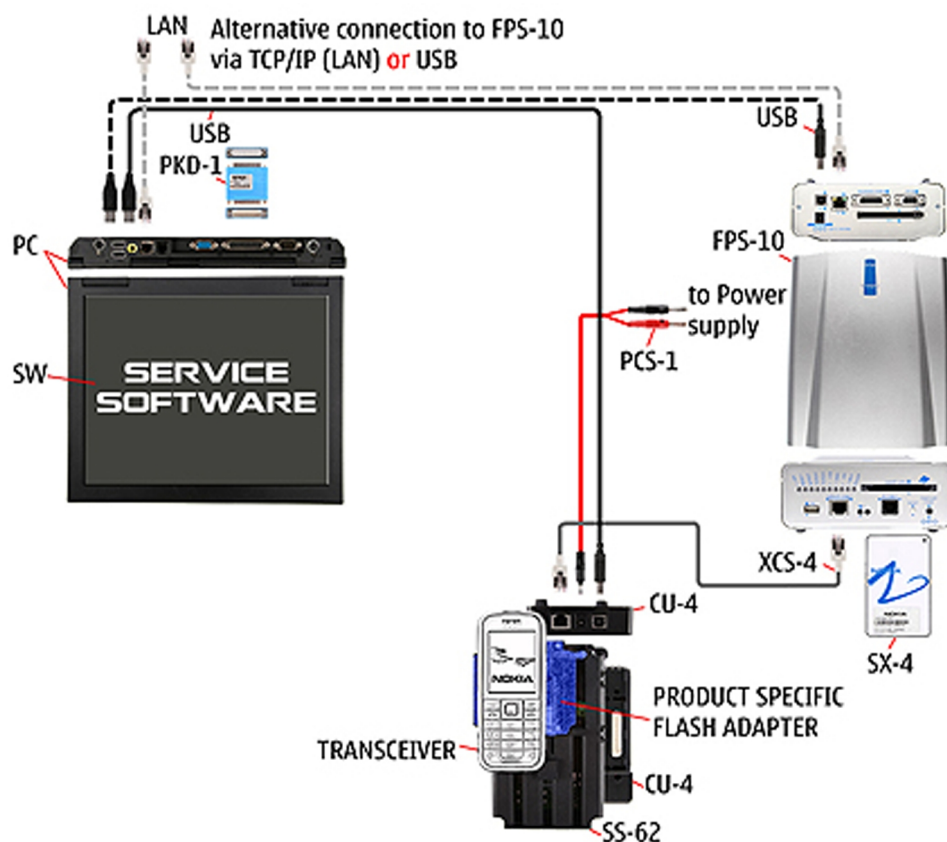 LAN
Alternative connection to FPS-10
via TCP/IP (LAN) or USB
USB
USB
PKD-1
PC
FPS-10
to Power
supply
PCS-1
SW
SERVICE
SOFTWARE
XCS-4
CU-4
NOKIA
NOKIA
SX-4
PRODUCT SPECIFIC
FLASH ADAPTER
TRANSCEIVER
CU-4
SS-62